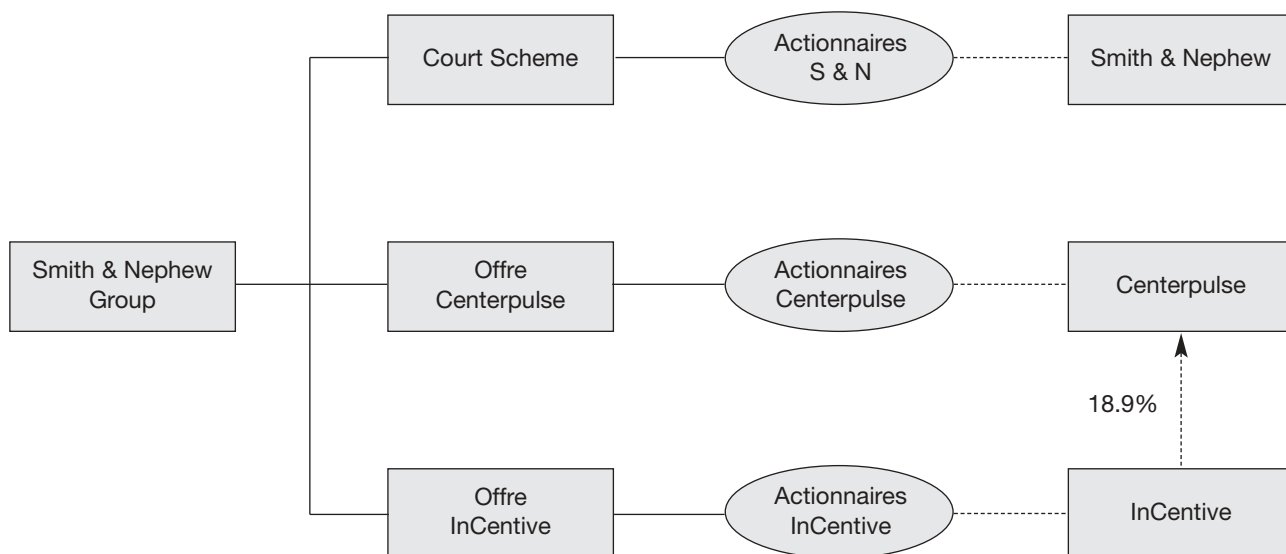 Court Scheme
Actionnaires
S & N
Smith & Nephew
Smith & Nephew
Group
Offre
Centerpulse
Actionnaires
Centerpulse
Centerpulse
18.9%
Offre
InCentive
Actionnaires
InCentive
InCentive